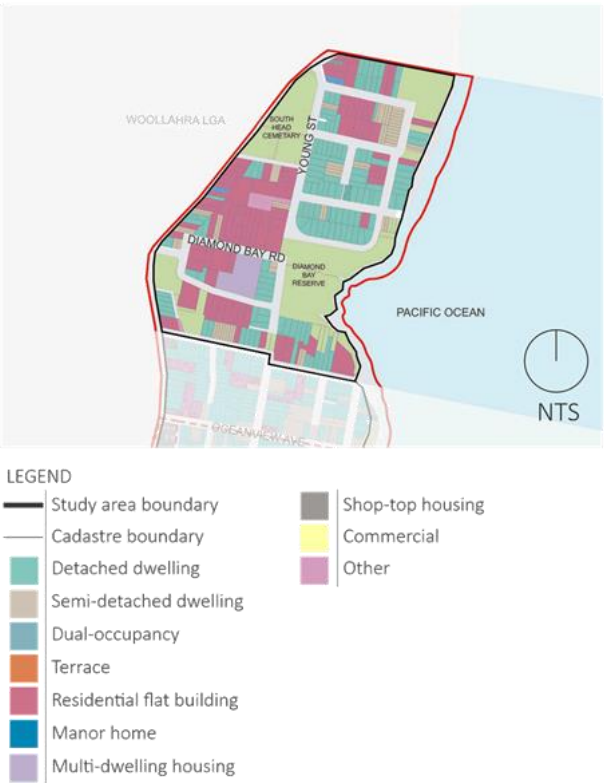 WOOLLAHRA LGA
SOUTH
HEAD
CEMETARY
YOUNG ST
DIAMOND BAY RD
DIAMOND
BAY
RESERVE
PACIFIC OCEAN
NTS
OCEANVIEW AVE
LEGEND
Study area boundary
Cadastre boundary
Detached dwelling
Semi-detached dwelling
Dual-occupancy
Terrace
Residential flat building
Manor home
Multi-dwelling housing
Shop-top housing
Commercial
Other